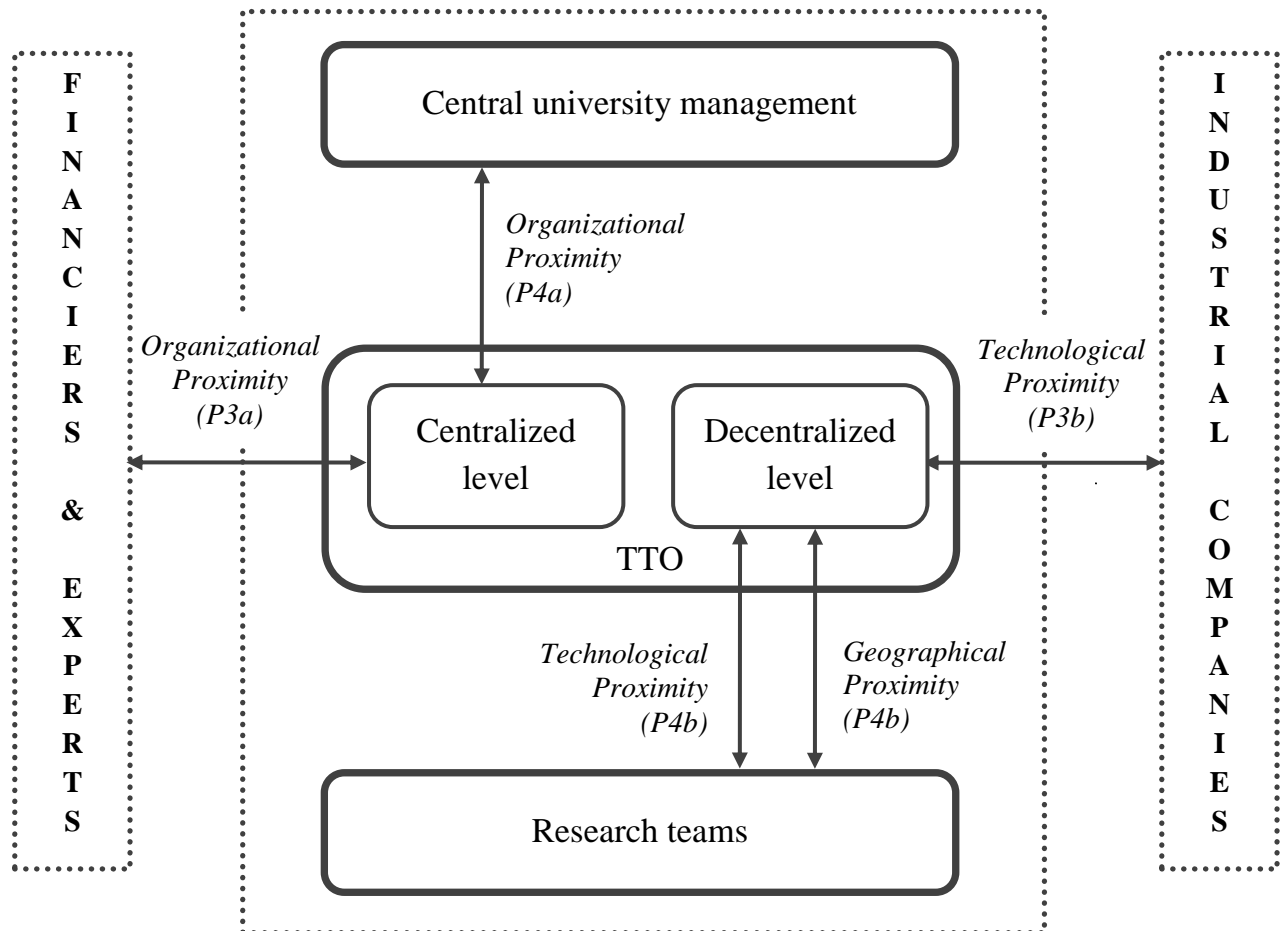 FINANCIERS & EXPERTS
Central university management
Organizational
Proximity
(P4a)
Organizational
Proximity
(P3a)
Centralized
level
Decentralized
level
TTO
Technological
Proximity
(P3b)
Technological
Proximity
(P4b)
Geographical
Proximity
(P4b)
Research teams
INDUSTRIAL COMPANIES